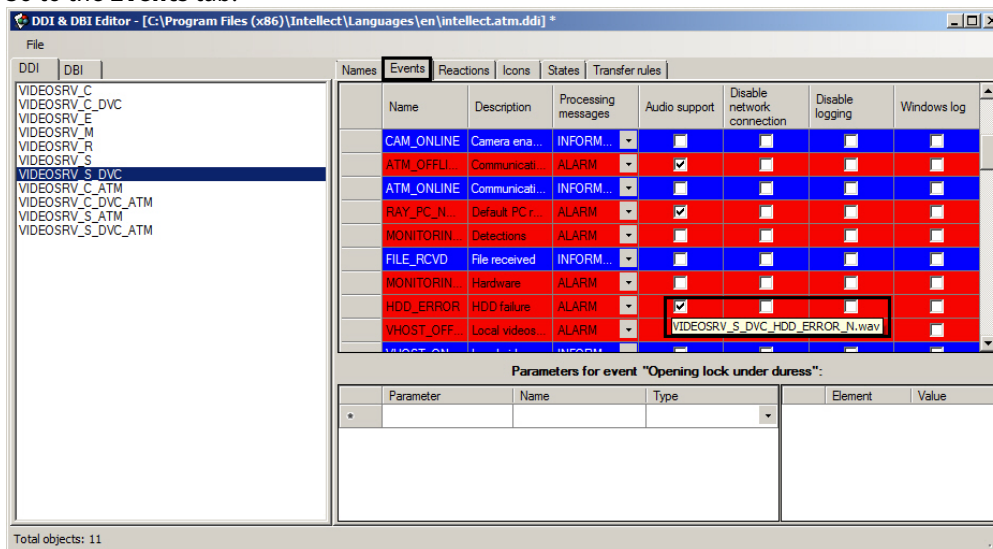 Go to the Events tab.
DDI & DBI Editor - [C:\Program Files (x86)\Intellect\Languages\en\intellect.atm.ddi] *
File
DDI DBI
Names Events Reactions Icons States Transfer rules
VIDEOSRV_C
VIDEOSRV_C_DVC
VIDEOSRV_E
VIDEOSRV_M
VIDEOSRV_R
VIDEOSRV_S
VIDEOSRV_S_DVC
VIDEOSRV_C_ATM
VIDEOSRV_C_DVC_ATM
VIDEOSRV_S_ATM
VIDEOSRV_S_DVC_ATM
Name Description Processing messages Audio support Disable network connection Disable logging Windows log
CAM_ONLINE Camera ena... INFORM...
ATM_OFFLI... Communicati... ALARM
ATM_ONLINE Communicati... INFORM...
RAY_PC_N... Default PC r... ALARM
MONITORIN... Detections ALARM
FILE_RCVD File received INFORM...
MONITORIN... Hardware ALARM
HDD_ERROR HDD failure ALARM
VHOST_OFF... Local videos... ALARM
VIDEOSRV_S_DVC_HDD_ERROR_N.wav
Parameters for event "Opening lock under duress":
Parameter Name Type Element Value
*
Total objects: 11